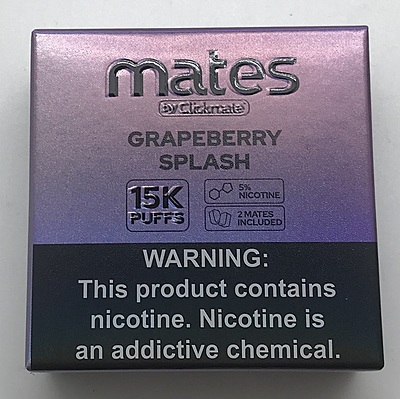 mates
by Clickmate
GRAPEBERRY
SPLASH
15K
PUFFS
5%
NICOTINE
2 MATES
INCLUDED
WARNING:
This product contains
nicotine. Nicotine is
an addictive chemical.